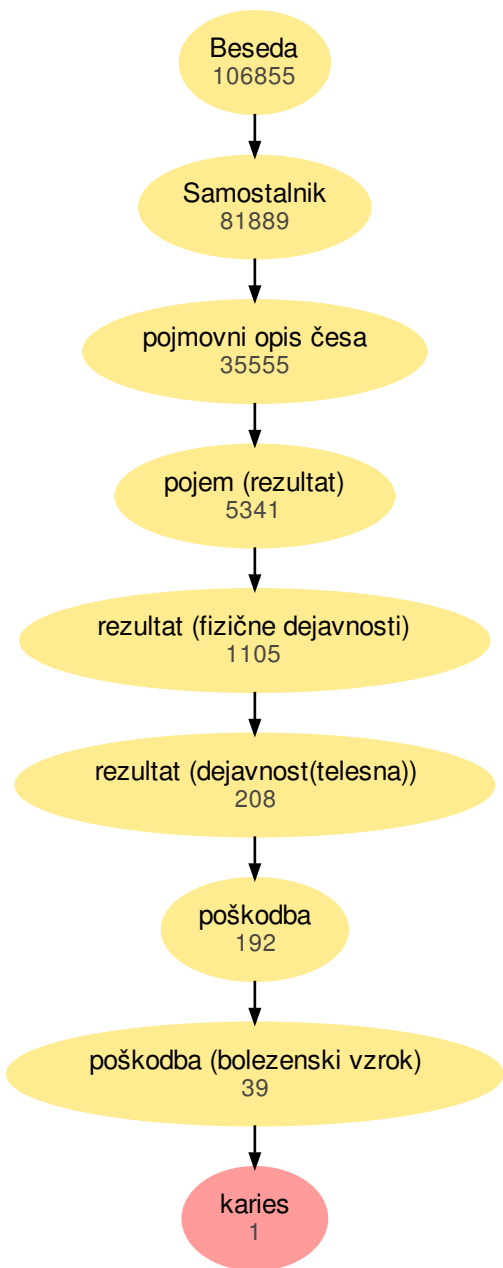 Beseda
106855
Samostalnik
81889
pojmovni opis česa
35555
pojem (rezultat)
5341
rezultat (fizične dejavnosti)
1105
rezultat (dejavnost(telesna))
208
poškodba
192
poškodba (bolezenski vzrok)
39
karies
1